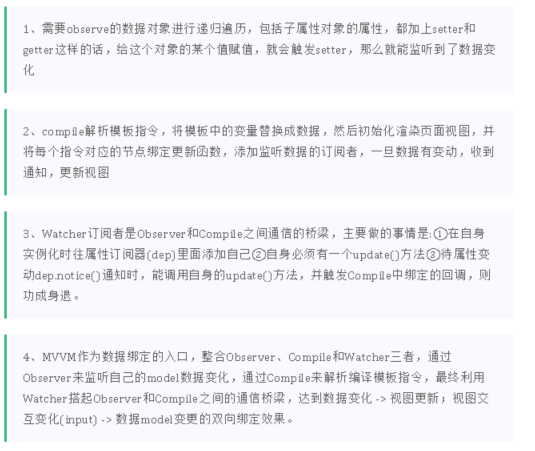 1、需要observe的数据对象进行递归遍历，包括子属性对象的属性，都加上setter和
getter这样的话，给这个对象的某个值赋值，就会触发setter，那么就能监听到了数据变
化
2、compile解析模板指令，将模板中的变量替换成数据，然后初始化渲染页面视图，并
将每个指令对应的节点绑定更新函数，添加监听数据的订阅者，一旦数据有变动，收到
通知，更新视图
3、Watcher订阅者是Observer和Compile之间通信的桥梁，主要做的事情是:①在自身
实例化时往属性订阅器(dep)里面添加自己②自身必须有一个update()方法③待属性变
动dep.notice()通知时，能调用自身的update()方法，并触发Compile中绑定的回调，则
功成身退。
4、MVVM作为数据绑定的入口，整合Observer、Compile和Watcher三者，通过
Observer来监听自己的model数据变化，通过Compile来解析编译模板指令，最终利用
Watcher搭起Observer和Compile之间的通信桥梁，达到数据变化 -> 视图更新；视图交
互变化(input) -> 数据model变更的双向绑定效果。